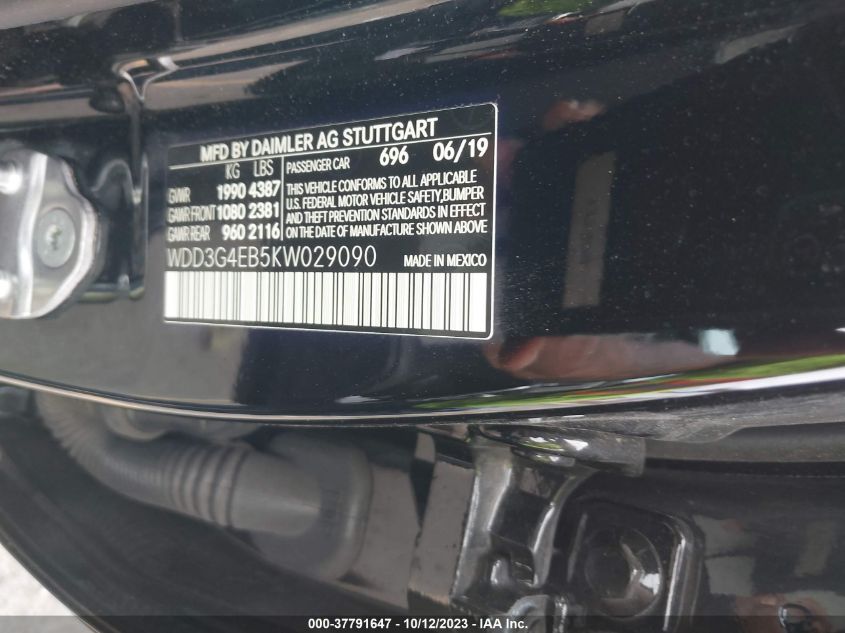 MFD BY DAIMLER AG STUTTGART
KG LBS
GVWR 1990 4387
GAWR FRONT 1080 2381
GAWR REAR 960 2116
PASSENGER CAR 696 06/19
THIS VEHICLE CONFORMS TO ALL APPLICABLE
U.S. FEDERAL MOTOR VEHICLE SAFETY,BUMPER
AND THEFT PREVENTION STANDARDS IN EFFECT
ON THE DATE OF MANUFACTURE SHOWN ABOVE
WDD3G4EB5KW029090 MADE IN MEXICO
000-37791647 - 10/12/2023 - IAA Inc.